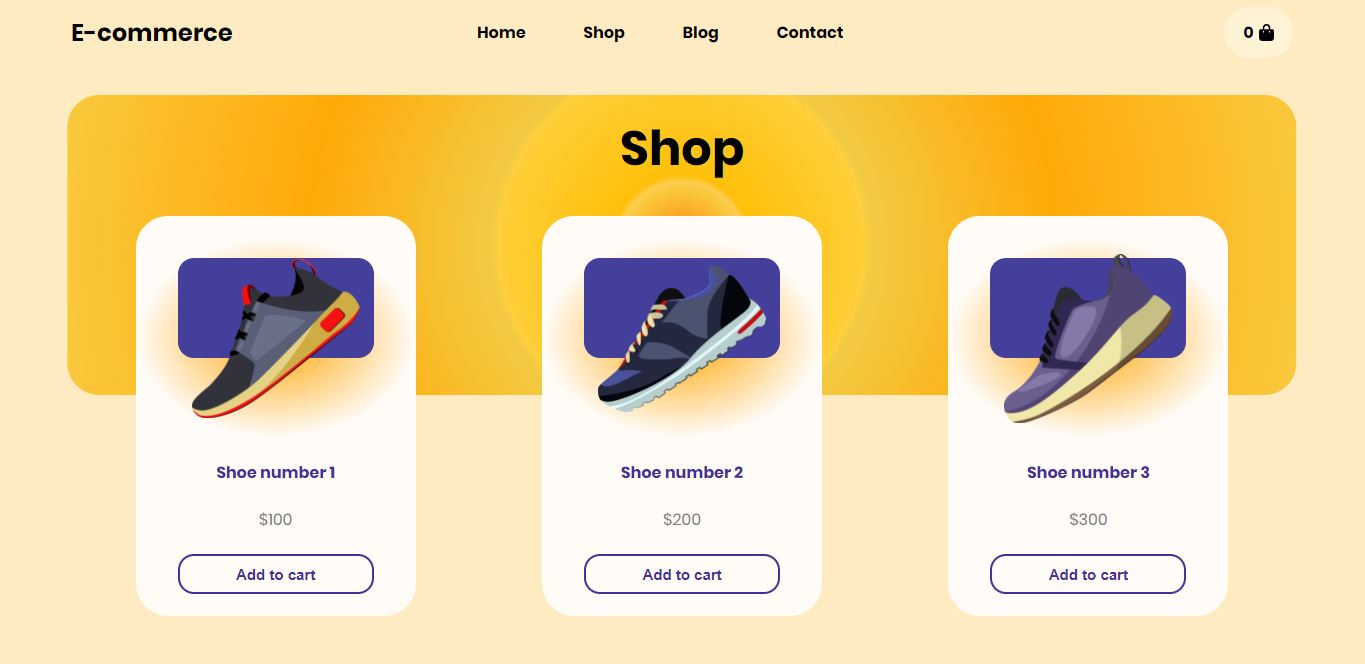 E-commerce
Home Shop Blog Contact
0
Shop
Shoe number 1
$100
Add to cart
Shoe number 2
$200
Add to cart
Shoe number 3
$300
Add to cart